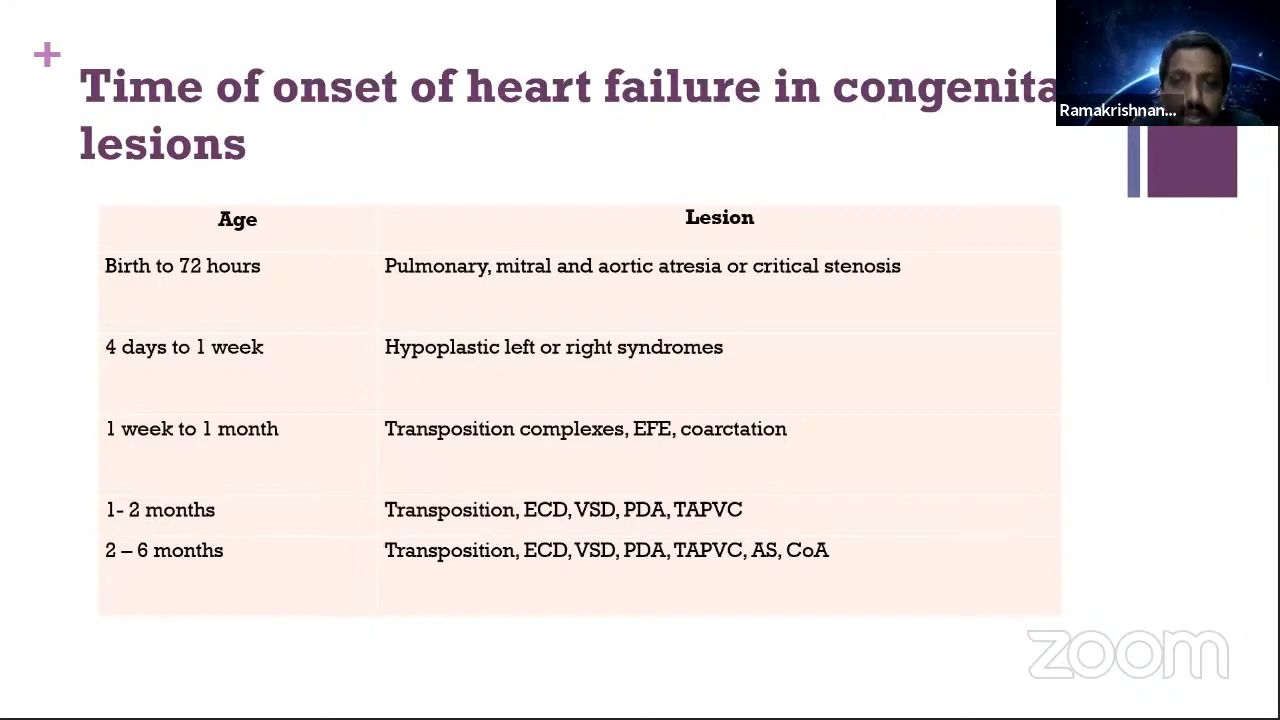 +
Time of onset of heart failure in congenita
lesions
Ramakrishnan...
Age Lesion
Birth to 72 hours Pulmonary, mitral and aortic atresia or critical stenosis
4 days to 1 week Hypoplastic left or right syndromes
1 week to 1 month Transposition complexes, EFE, coarctation
1- 2 months Transposition, ECD, VSD, PDA, TAPVC
2 – 6 months Transposition, ECD, VSD, PDA, TAPVC, AS, CoA
zoom